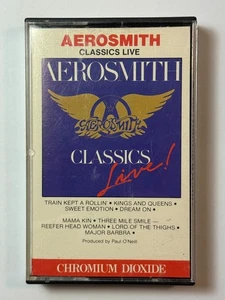 AEROSMITH
CLASSICS LIVE
AEROSMITH
AEROSMITH
CLASSICS
Live!
TRAIN KEPT A ROLLIN' • KINGS AND QUEENS •
SWEET EMOTION • DREAM ON •
MAMA KIN • THREE MILE SMILE —
REEFER HEAD WOMAN • LORD OF THE THIGHS •
MAJOR BARBRA •
Produced by Paul O'Neill
CHROMIUM DIOXIDE